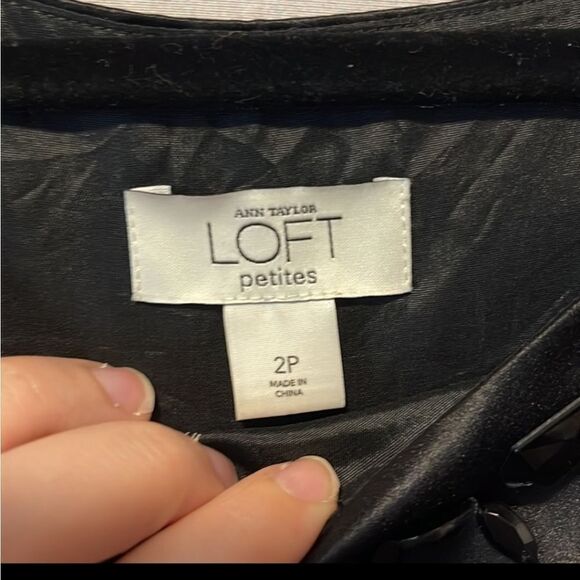 ANN TAYLOR
LOFT
petites
2P
MADE IN
CHINA